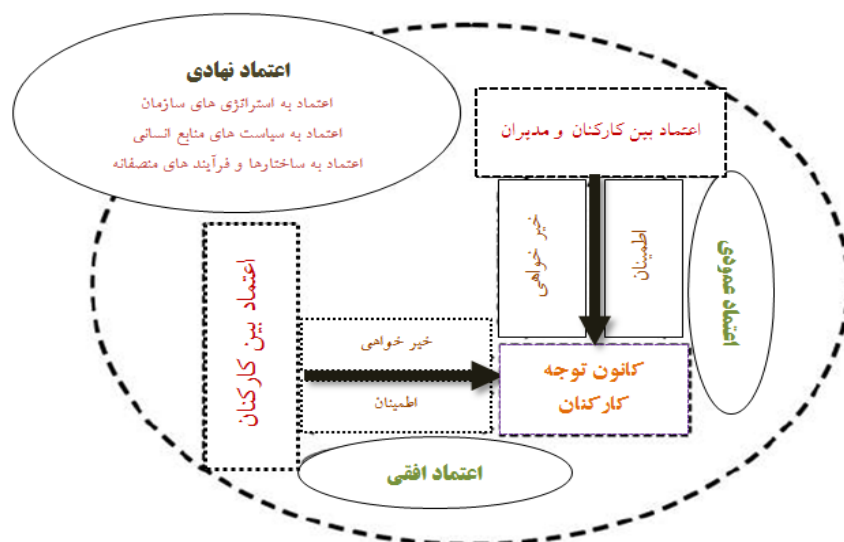 اعتماد نهادی
اعتماد به استراتژی های سازمان
اعتماد به سیاست های منابع انسانی
اعتماد به ساختارها و فرآیند های منصفانه
اعتماد بین کارکنان و مدیران
خیر خواهی
اطمینان
اعتماد عمودی
اعتماد بین کارکنان
خیر خواهی
اطمینان
کانون توجه
کارکنان
اعتماد افقی